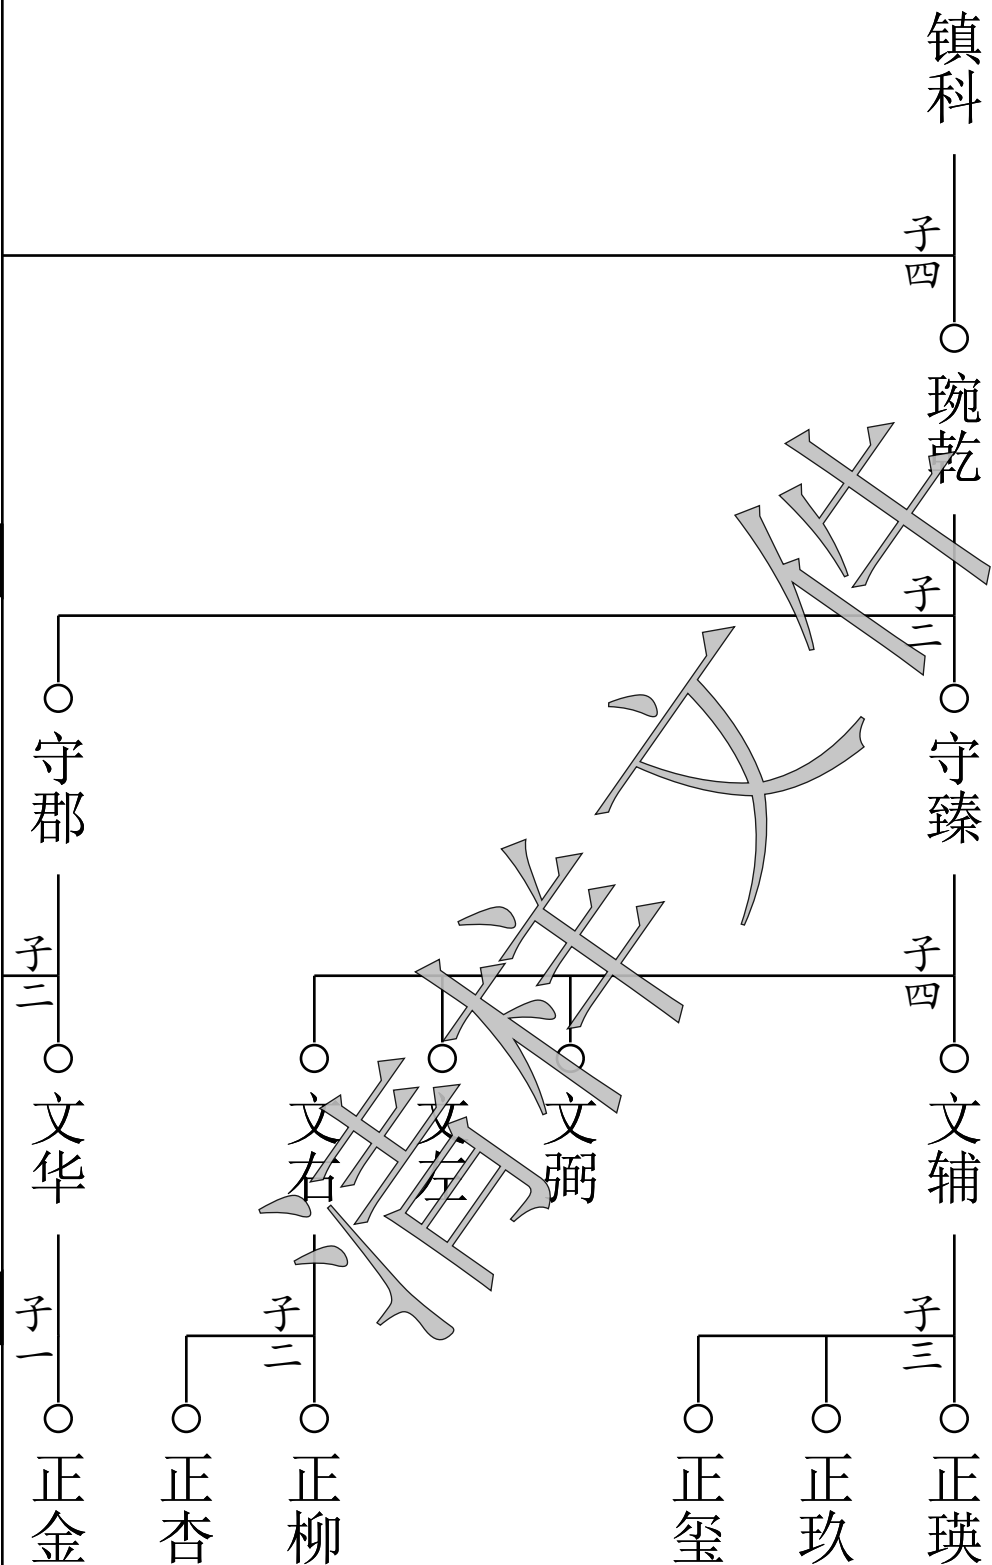 镇科
子四
琬乾
子二
守臻
守郡
子四
子二
文辅
文弼
文左
文右
文华
子三
子二
子一
正瑛
正玖
正玺
正柳
正杏
正金